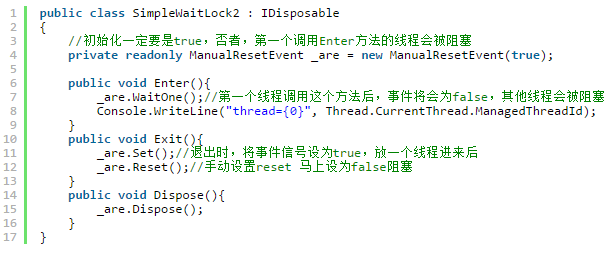 1 public class SimpleWaitLock2 : IDisposable
2 {
3 //初始化一定要是true，否者，第一个调用Enter方法的线程会被阻塞
4 private readonly ManualResetEvent _are = new ManualResetEvent(true);
5
6 public void Enter(){
7 _are.WaitOne();//第一个线程调用这个方法后，事件将会为false，其他线程会被阻塞
8 Console.WriteLine("thread={0}", Thread.CurrentThread.ManagedThreadId);
9 }
10 public void Exit(){
11 _are.Set();//退出时，将事件信号设为true，放一个线程进来后
12 _are.Reset();//手动设置reset 马上设为false阻塞
13 }
14 public void Dispose(){
15 _are.Dispose();
16 }
17 }